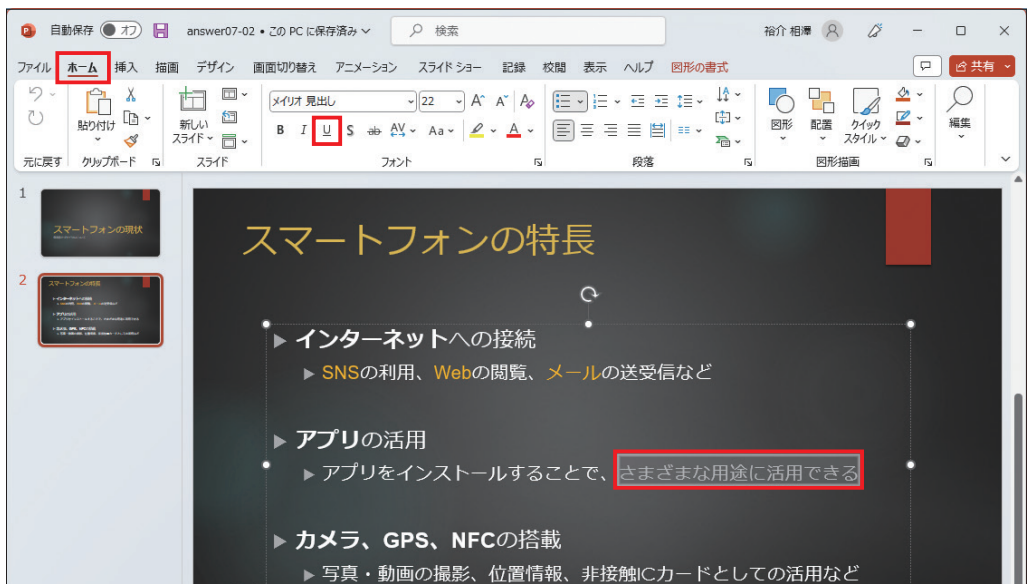 自動保存 オフ answer07-02 • この PC に保存済み 検索 裕介 相澤
ファイル ホーム 挿入 描画 デザイン 画面切り替え アニメーション スライド ショー 記録 校閲 表示 ヘルプ 図形の書式 共有
貼り付け 新しい スライド メイリオ 見出し 22 A A A 図形 配置 クイック スタイル 編集
B I U S ab AV Aa A
元に戻す クリップボード スライド フォント 段落 図形描画
1
スマートフォンの現状
2
スマートフォンの特長
スマートフォンの特長
インターネットへの接続
SNSの利用、Webの閲覧、メールの送受信など
アプリの活用
アプリをインストールすることで、さまざまな用途に活用できる
カメラ、GPS、NFCの搭載
写真・動画の撮影、位置情報、非接触ICカードとしての活用など